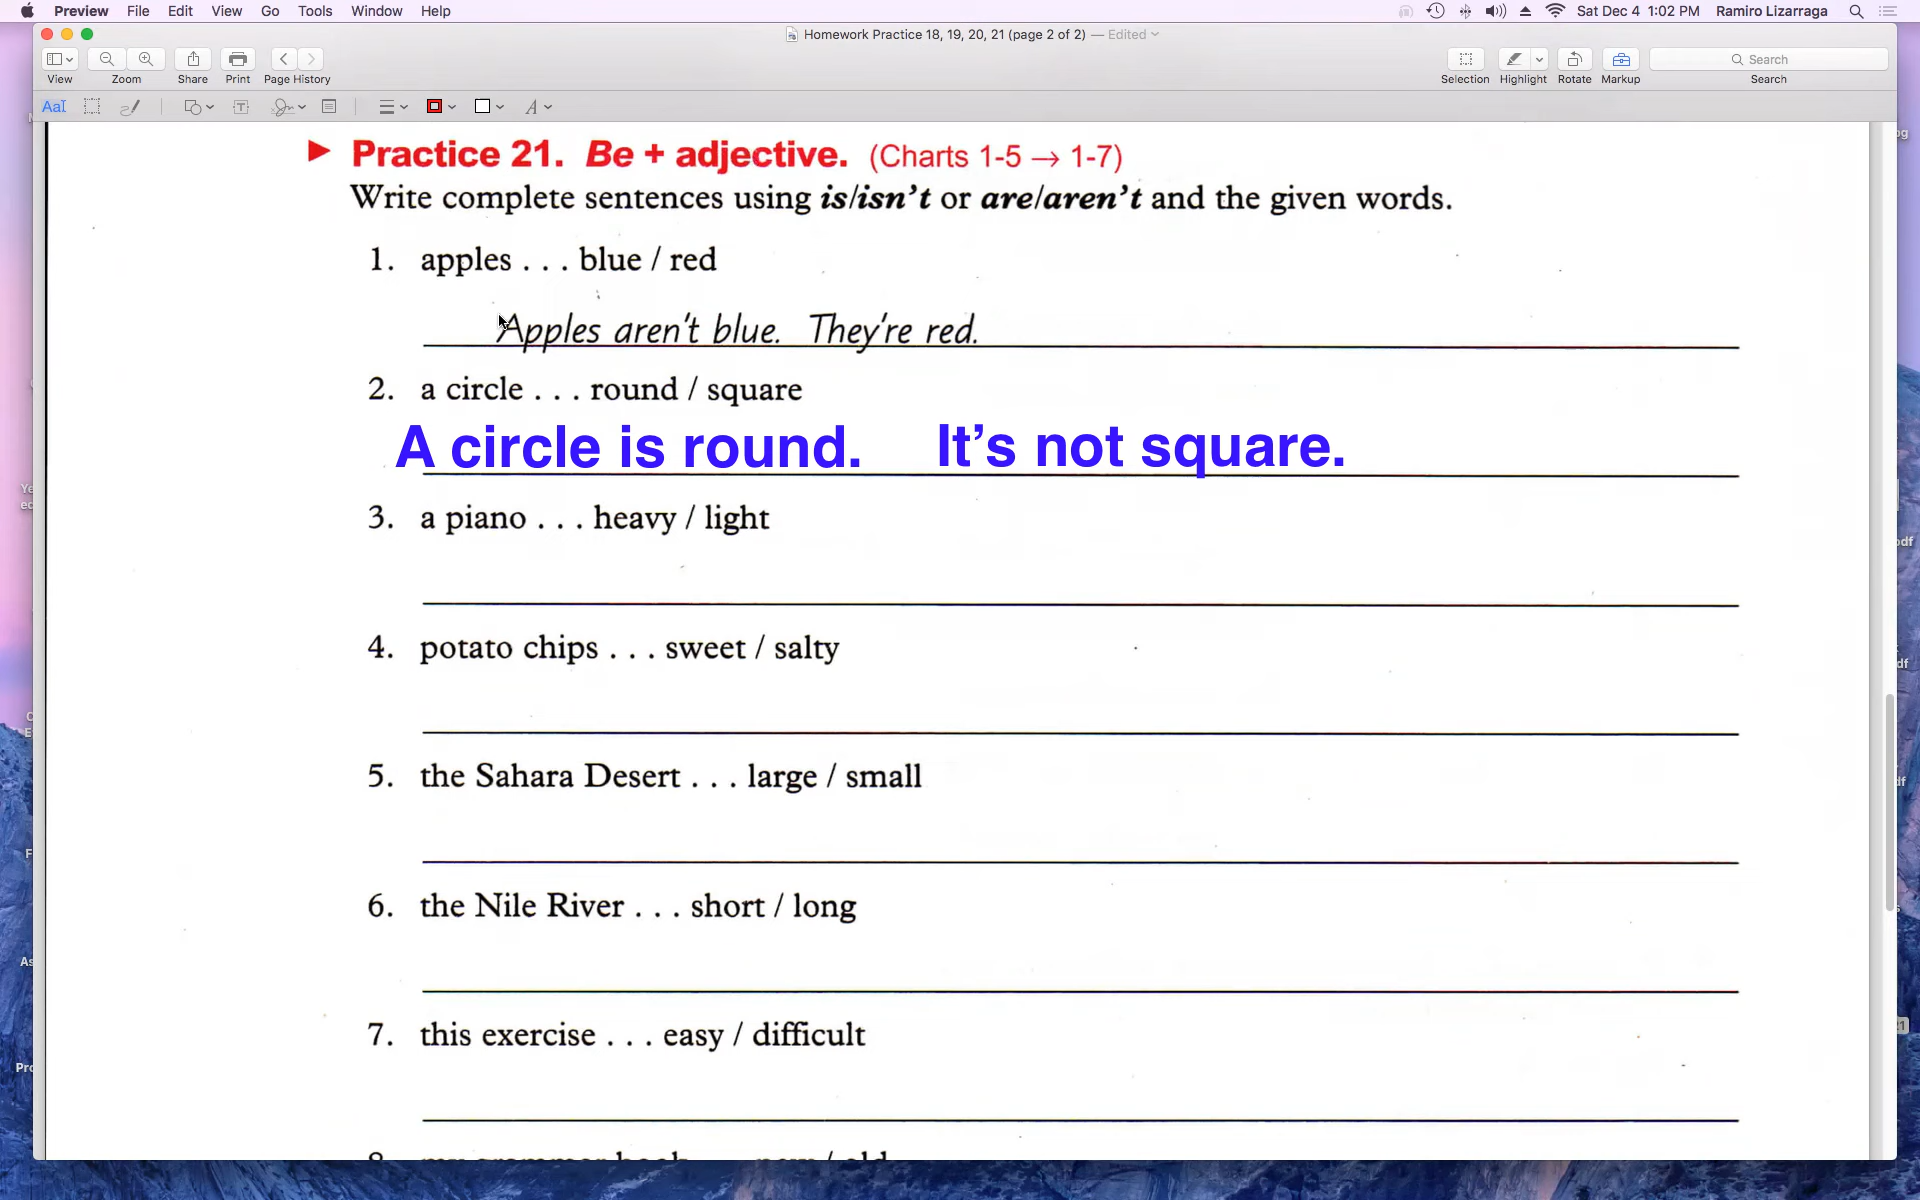 Preview File Edit View Go Tools Window Help Sat Dec 4 1:02 PM Ramiro Lizarraga
Homework Practice 18, 19, 20, 21 (page 2 of 2) — Edited
View Zoom Share Print Page History Selection Highlight Rotate Markup Search
Search
AaI T A
Practice 21. Be + adjective. (Charts 1-5 → 1-7)
Write complete sentences using is/isn't or are/aren't and the given words.
1. apples . . . blue / red
Apples aren't blue. They're red.
2. a circle . . . round / square
A circle is round. It's not square.
3. a piano . . . heavy / light
4. potato chips . . . sweet / salty
5. the Sahara Desert . . . large / small
6. the Nile River . . . short / long
7. this exercise . . . easy / difficult